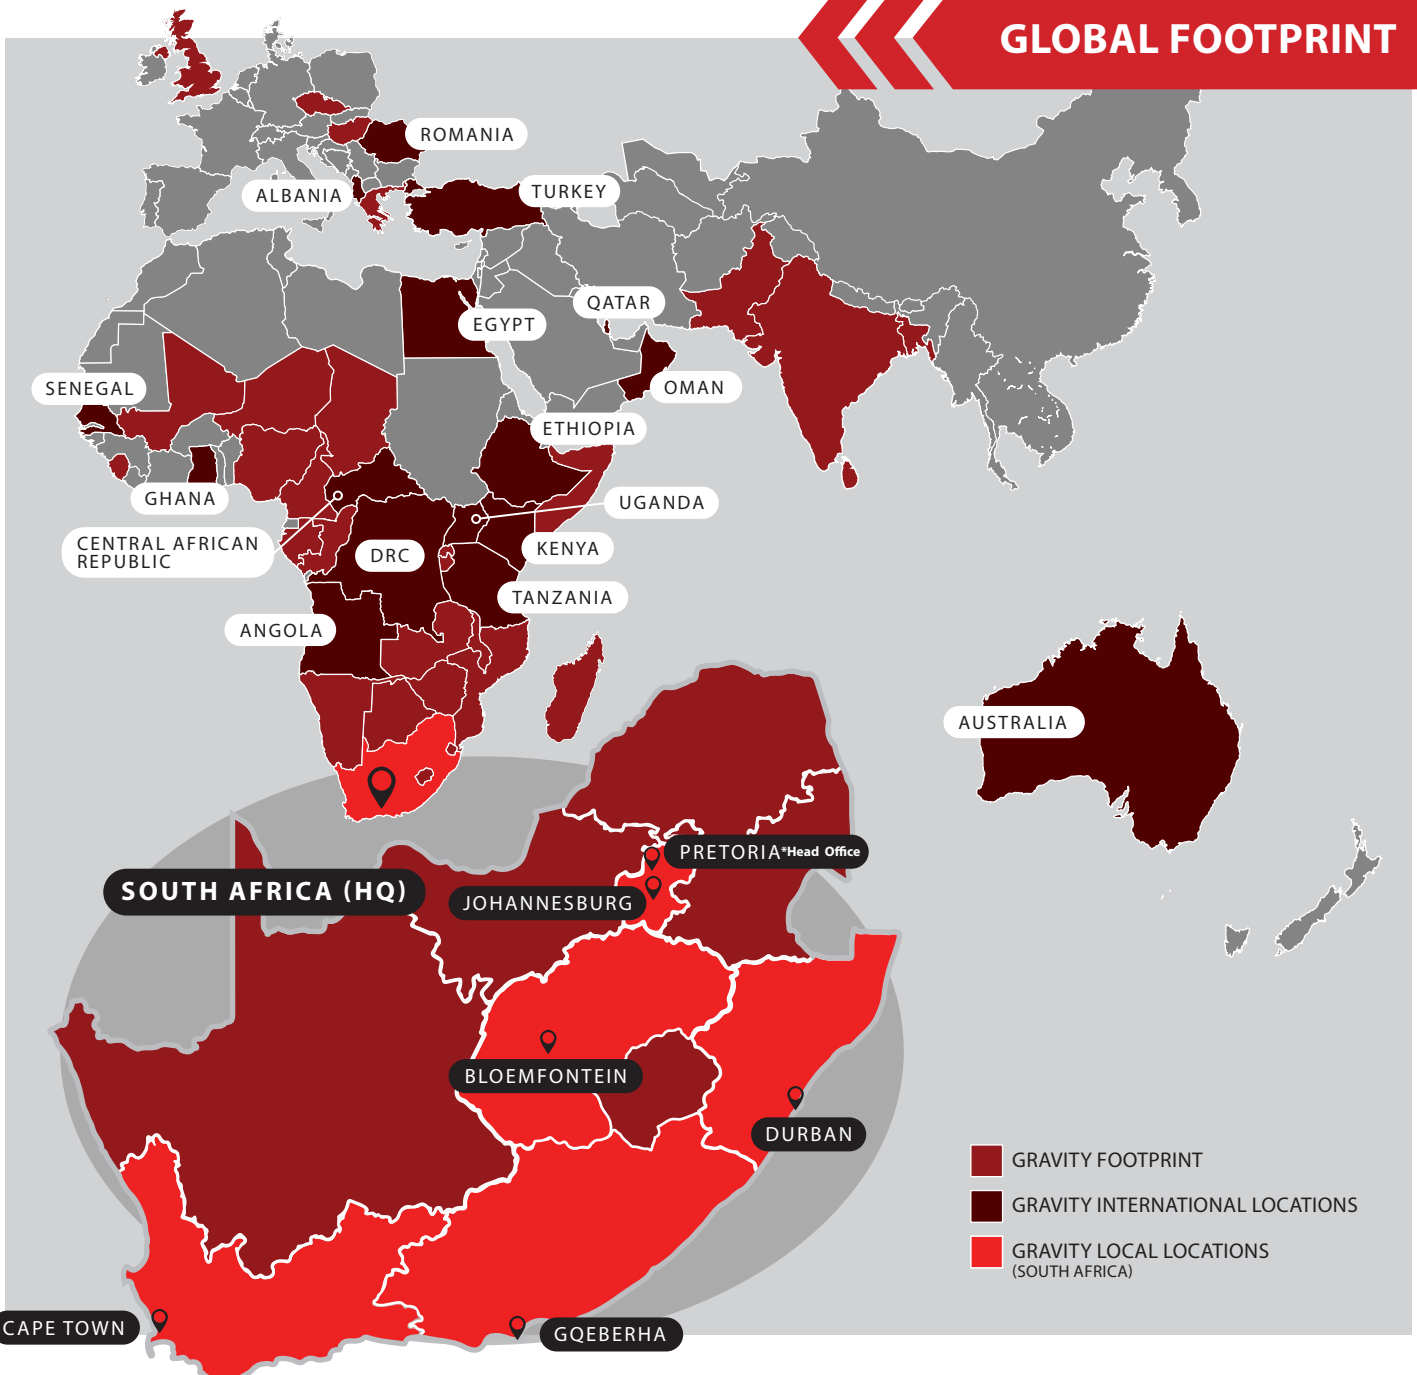 GLOBAL FOOTPRINT
ROMANIA
ALBANIA
TURKEY
QATAR
EGYPT
SENEGAL
OMAN
ETHIOPIA
GHANA
UGANDA
CENTRAL AFRICAN
REPUBLIC
DRC
KENYA
TANZANIA
ANGOLA
AUSTRALIA
PRETORIA*Head Office
SOUTH AFRICA (HQ)
JOHANNESBURG
BLOEMFONTEIN
DURBAN
GRAVITY FOOTPRINT
GRAVITY INTERNATIONAL LOCATIONS
GRAVITY LOCAL LOCATIONS
(SOUTH AFRICA)
CAPE TOWN
GQEBERHA